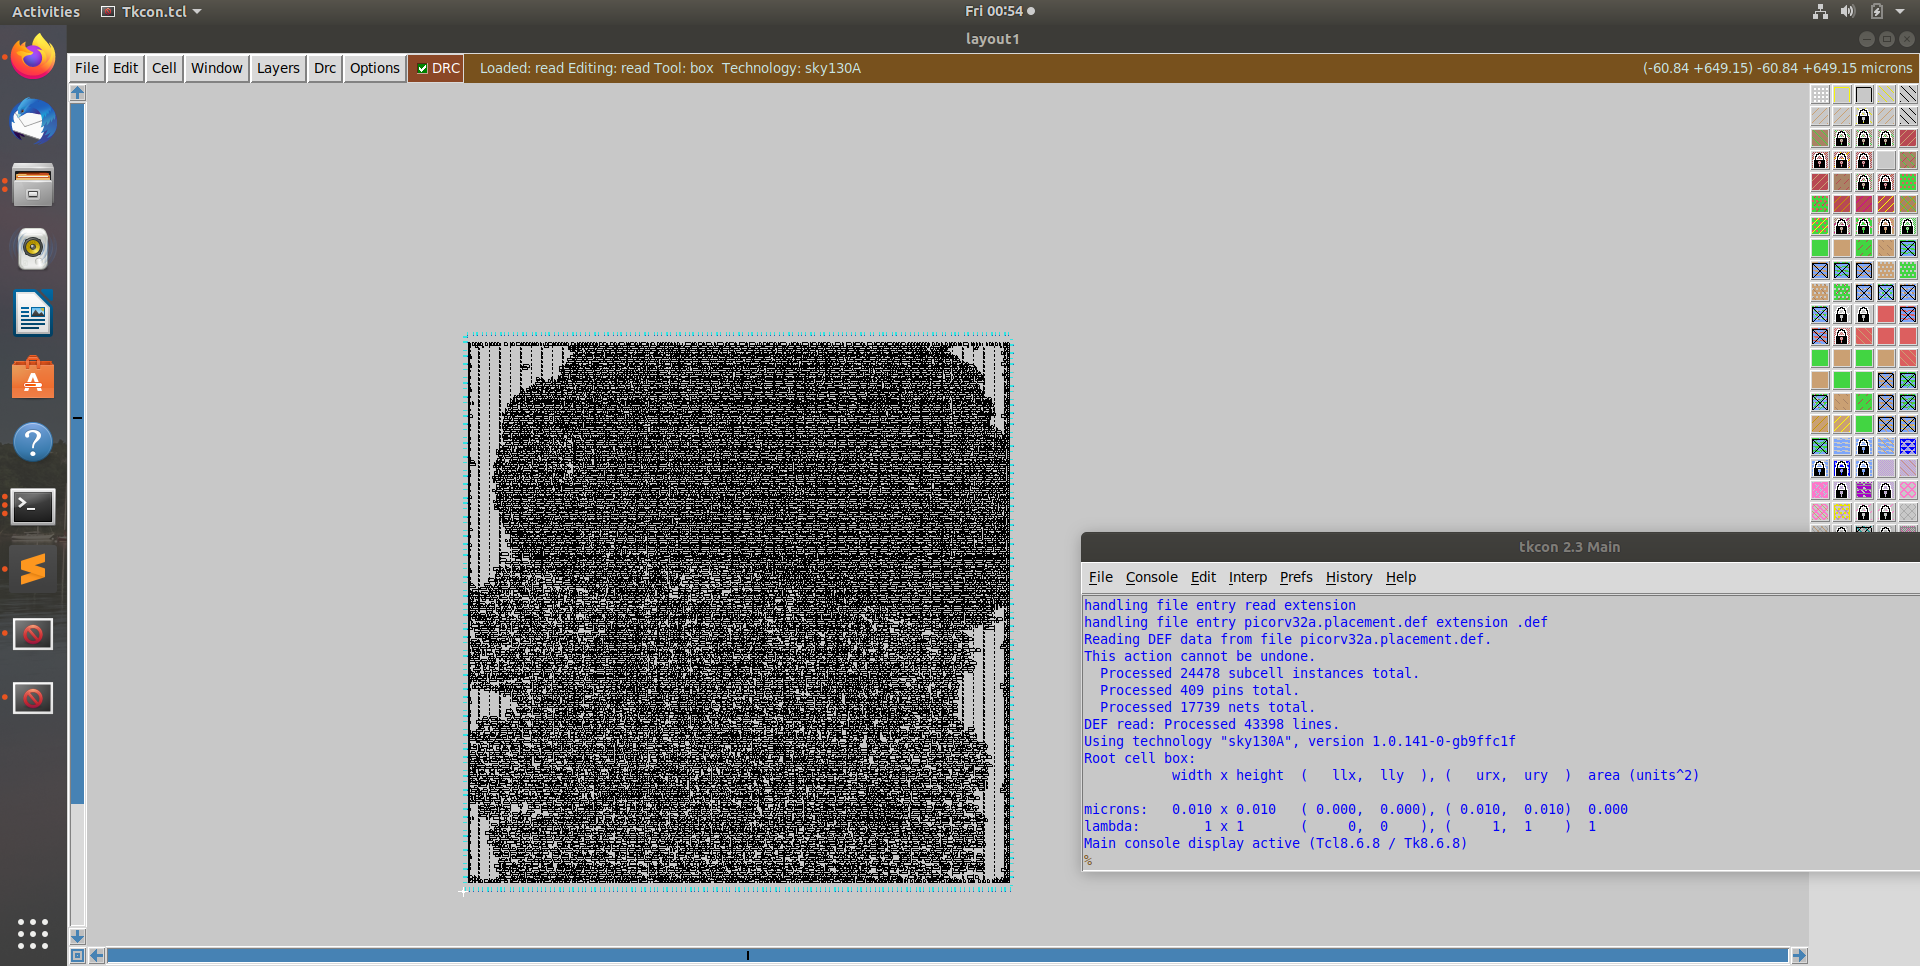 Activities Tkcon.tcl Fri 00:54
layout1
File Edit Cell Window Layers Drc Options DRC Loaded: read Editing: read Tool: box Technology: sky130A (-60.84 +649.15) -60.84 +649.15 microns
tkcon 2.3 Main
File Console Edit Interp Prefs History Help
handling file entry read extension
handling file entry picorv32a.placement.def extension .def
Reading DEF data from file picorv32a.placement.def.
This action cannot be undone.
Processed 24478 subcell instances total.
Processed 409 pins total.
Processed 17739 nets total.
DEF read: Processed 43398 lines.
Using technology "sky130A", version 1.0.141-0-gb9ffc1f
Root cell box:
width x height ( llx, lly ), ( urx, ury ) area (units^2)
microns: 0.010 x 0.010 ( 0.000, 0.000), ( 0.010, 0.010) 0.000
lambda: 1 x 1 ( 0, 0 ), ( 1, 1 ) 1
Main console display active (Tcl8.6.8 / Tk8.6.8)
%